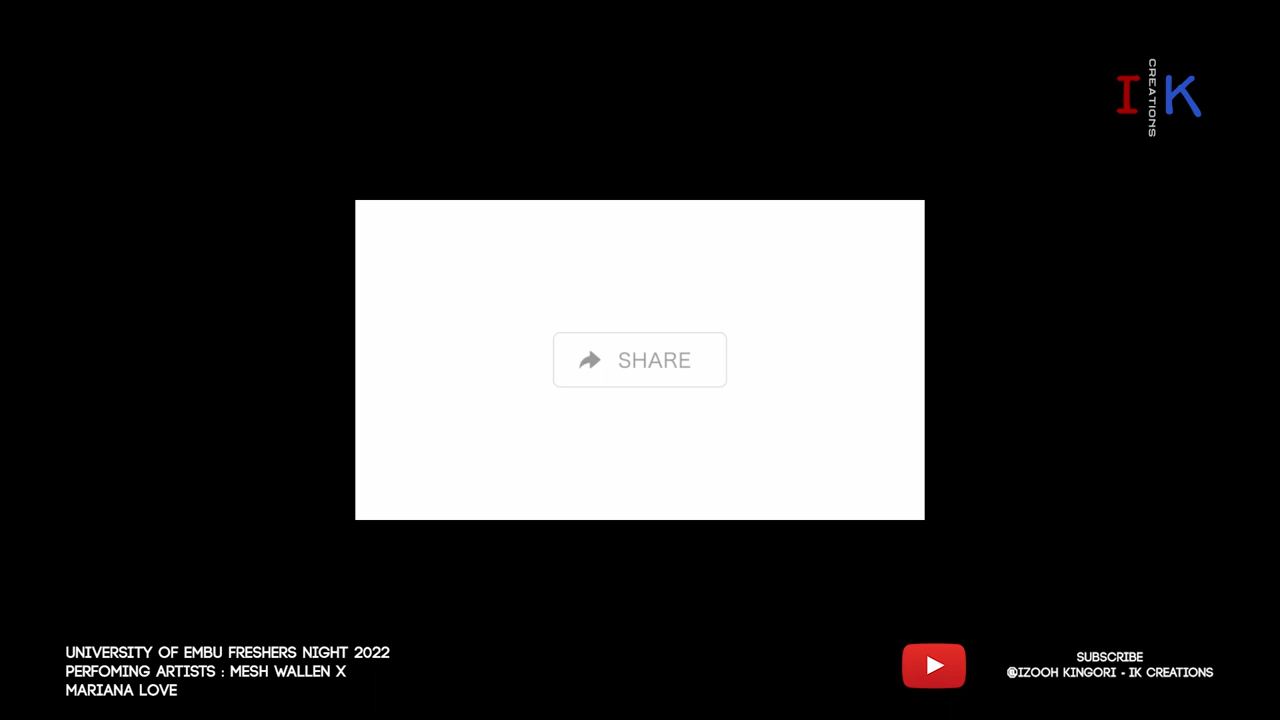 I CREATIONS K
SHARE
UNIVERSITY OF EMBU FRESHERS NIGHT 2022
PERFOMING ARTISTS : MESH WALLEN X
MARIANA LOVE
SUBSCRIBE
@IZOOH KINGORI - IK CREATIONS